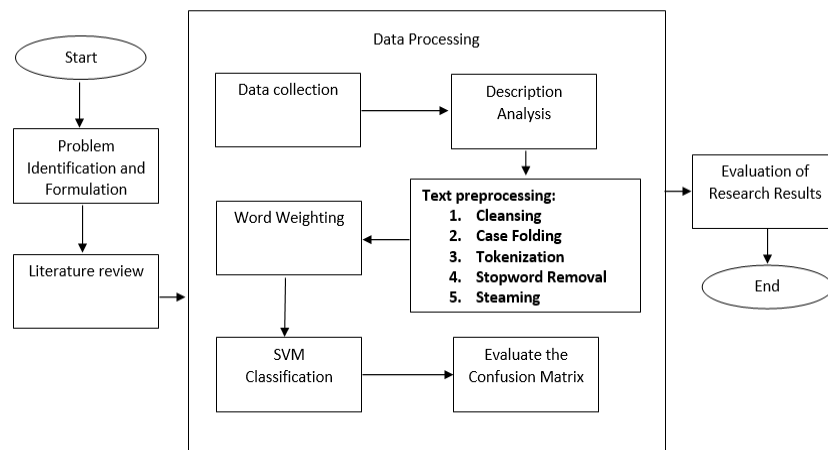 Start
Problem
Identification and
Formulation
Literature review
Data Processing
Data collection
Description
Analysis
Text preprocessing:
1. Cleansing
2. Case Folding
3. Tokenization
4. Stopword Removal
5. Steaming
Word Weighting
SVM
Classification
Evaluate the
Confusion Matrix
Evaluation of
Research Results
End